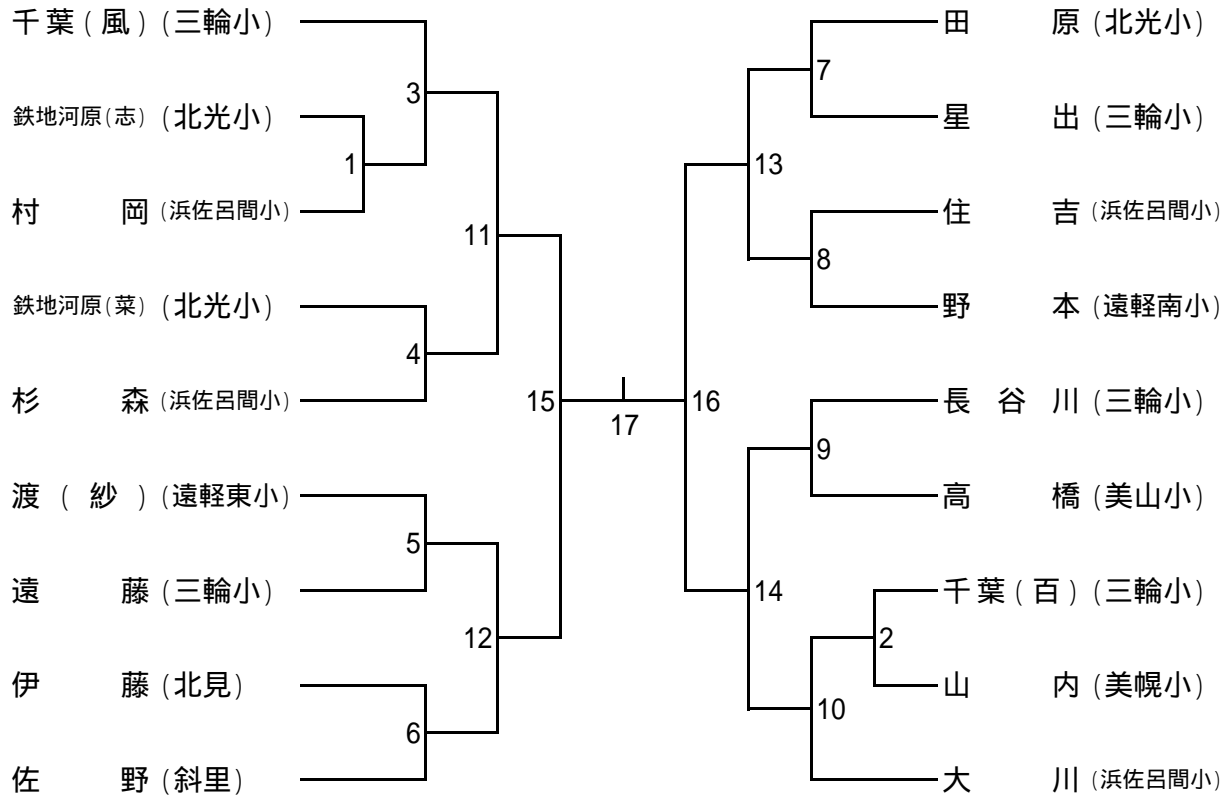 千葉(風)(三輪小)
3
鉄地河原(志)(北光小)
1
村岡(浜佐呂間小)
11
鉄地河原(菜)(北光小)
4
杉森(浜佐呂間小)
15
渡(紗)(遠軽東小)
5
遠藤(三輪小)
12
伊藤(北見)
6
佐野(斜里)
17
田原(北光小)
7
星出(三輪小)
13
住吉(浜佐呂間小)
8
野本(遠軽南小)
16
長谷川(三輪小)
9
高橋(美山小)
14
千葉(百)(三輪小)
2
山内(美幌小)
10
大川(浜佐呂間小)